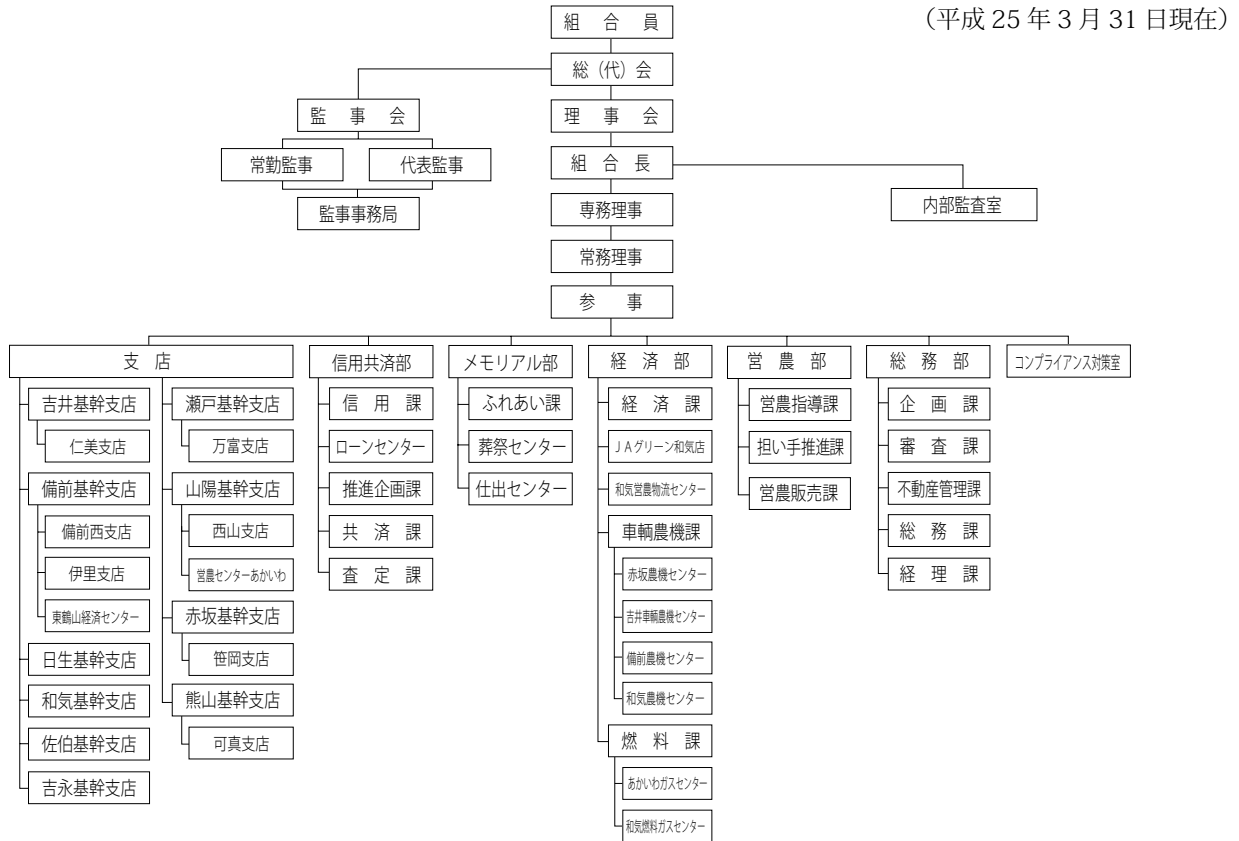 （平成 25 年 3 月 31 日現在）
組合員
総（代）会
監事会
理事会
常勤監事
代表監事
組合長
監事事務局
専務理事
内部監査室
常務理事
参事
支店
信用共済部
メモリアル部
経済部
営農部
総務部
コンプライアンス対策室
吉井基幹支店
仁美支店
備前基幹支店
備前西支店
伊里支店
東鶴山経済センター
日生基幹支店
和気基幹支店
佐伯基幹支店
吉永基幹支店
瀬戸基幹支店
万富支店
山陽基幹支店
西山支店
営農センターあかいわ
赤坂基幹支店
笹岡支店
熊山基幹支店
可真支店
信用課
ローンセンター
推進企画課
共済課
査定課
ふれあい課
葬祭センター
仕出センター
経済課
ＪＡグリーン和気店
和気営農物流センター
車輌農機課
赤坂農機センター
吉井車輌農機センター
備前農機センター
和気農機センター
燃料課
あかいわガスセンター
和気燃料ガスセンター
営農指導課
担い手推進課
営農販売課
企画課
審査課
不動産管理課
総務課
経理課